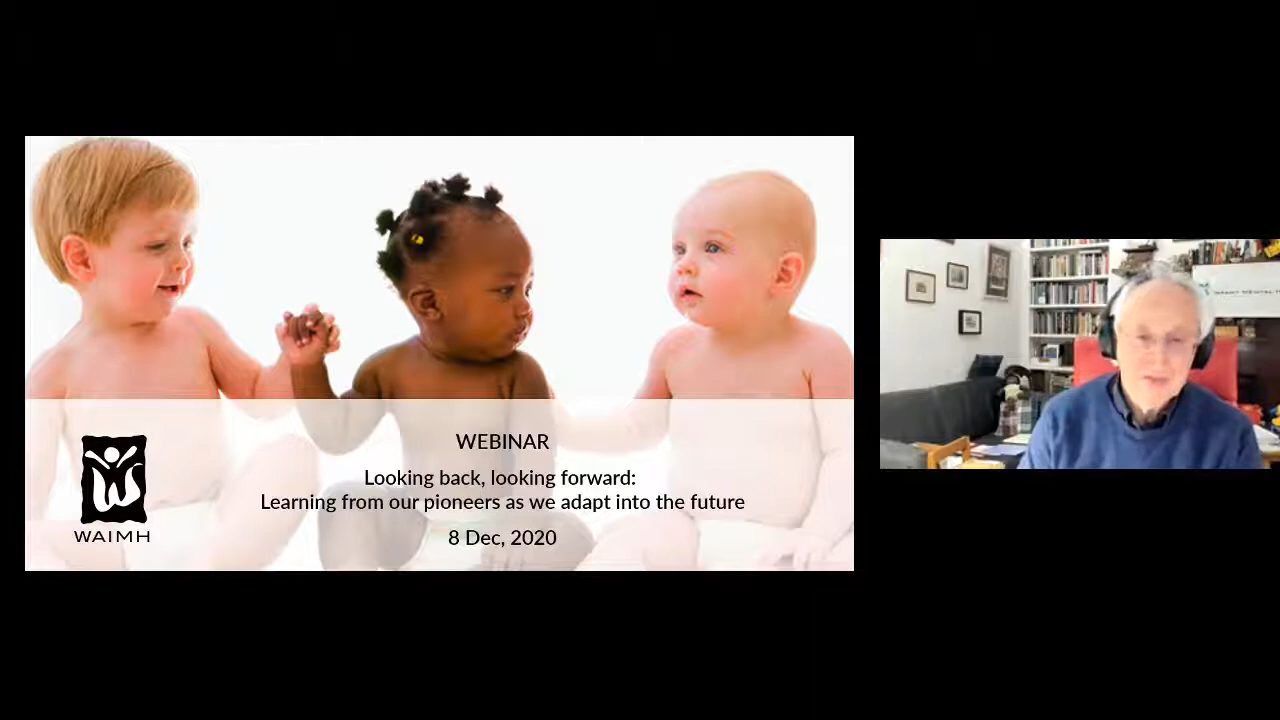 WEBINAR
Looking back, looking forward:
Learning from our pioneers as we adapt into the future
8 Dec, 2020
WAIMH